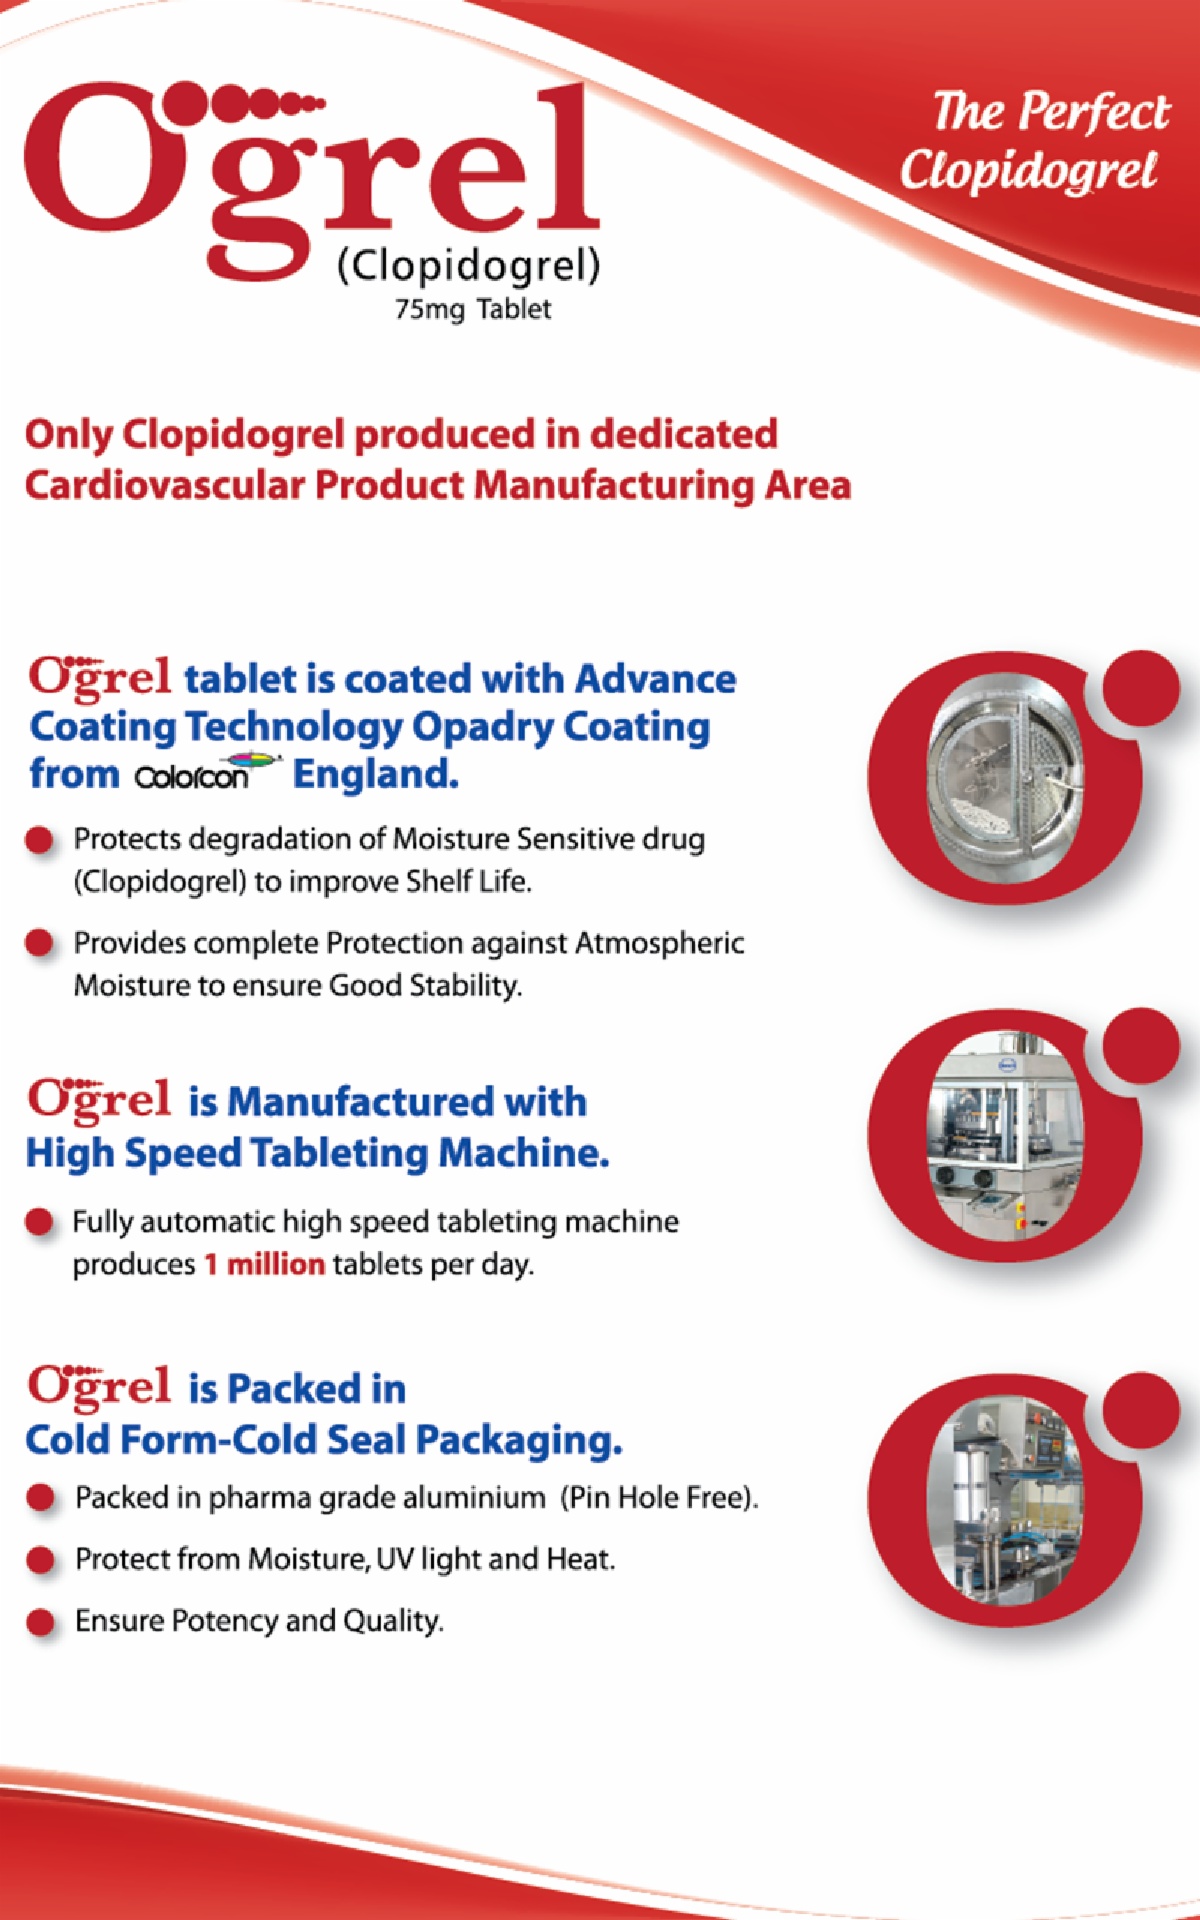 Ogrel
(Clopidogrel)
75mg Tablet
The Perfect
Clopidogrel
Only Clopidogrel produced in dedicated
Cardiovascular Product Manufacturing Area
Ogrel tablet is coated with Advance
Coating Technology Opadry Coating
from Colorcon England.
Protects degradation of Moisture Sensitive drug
(Clopidogrel) to improve Shelf Life.
Provides complete Protection against Atmospheric
Moisture to ensure Good Stability.
Ogrel is Manufactured with
High Speed Tableting Machine.
Fully automatic high speed tableting machine
produces 1 million tablets per day.
Ogrel is Packed in
Cold Form-Cold Seal Packaging.
Packed in pharma grade aluminium (Pin Hole Free).
Protect from Moisture, UV light and Heat.
Ensure Potency and Quality.